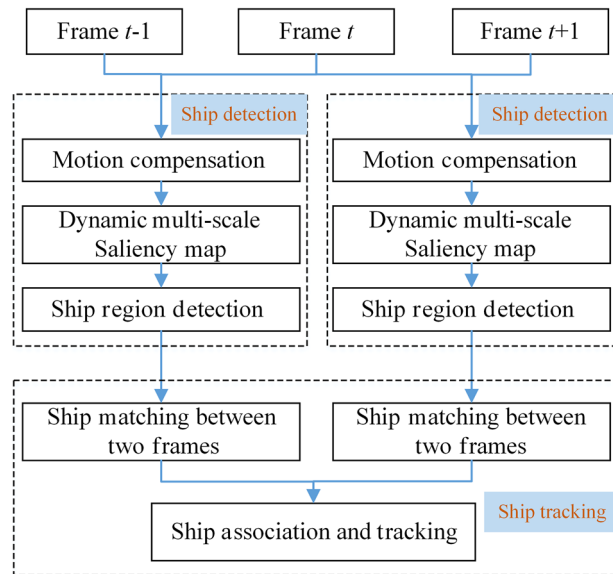 Frame t-1
Frame t
Frame t+1
Ship detection
Ship detection
Motion compensation
Motion compensation
Dynamic multi-scale
Saliency map
Dynamic multi-scale
Saliency map
Ship region detection
Ship region detection
Ship matching between
two frames
Ship matching between
two frames
Ship association and tracking
Ship tracking